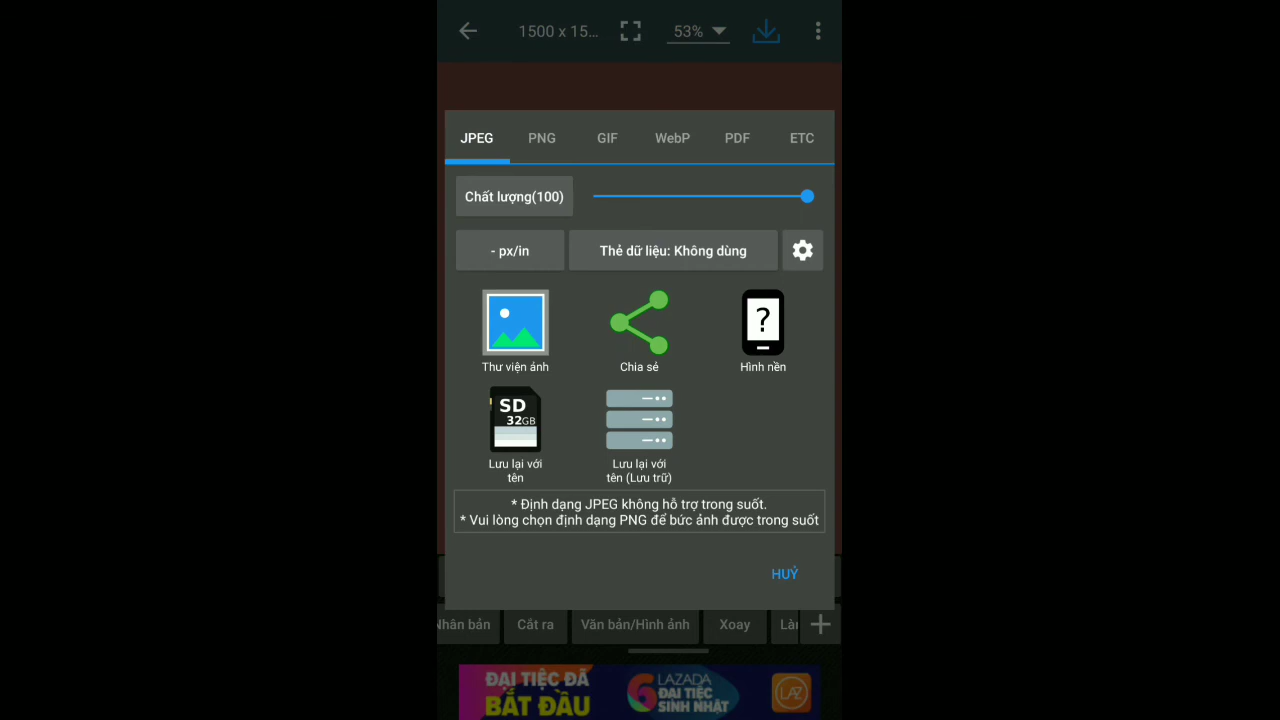 1500 x 15...
53%
JPEG
PNG
GIF
WebP
PDF
ETC
Chất lượng(100)
- px/in
Thẻ dữ liệu: Không dùng
Thư viện ảnh
Chia sẻ
?
Hình nền
SD
32GB
Lưu lại với
tên
Lưu lại với
tên (Lưu trữ)
* Định dạng JPEG không hỗ trợ trong suốt.
* Vui lòng chọn định dạng PNG để bức ảnh được trong suốt
HUỶ
Nhân bản
Cắt ra
Văn bản/Hình ảnh
Xoay
Làr
ĐẠI TIỆC ĐÃ
BẮT ĐẦU
6
LAZADA
ĐẠI TIỆC
SINH NHẬT
LAZ